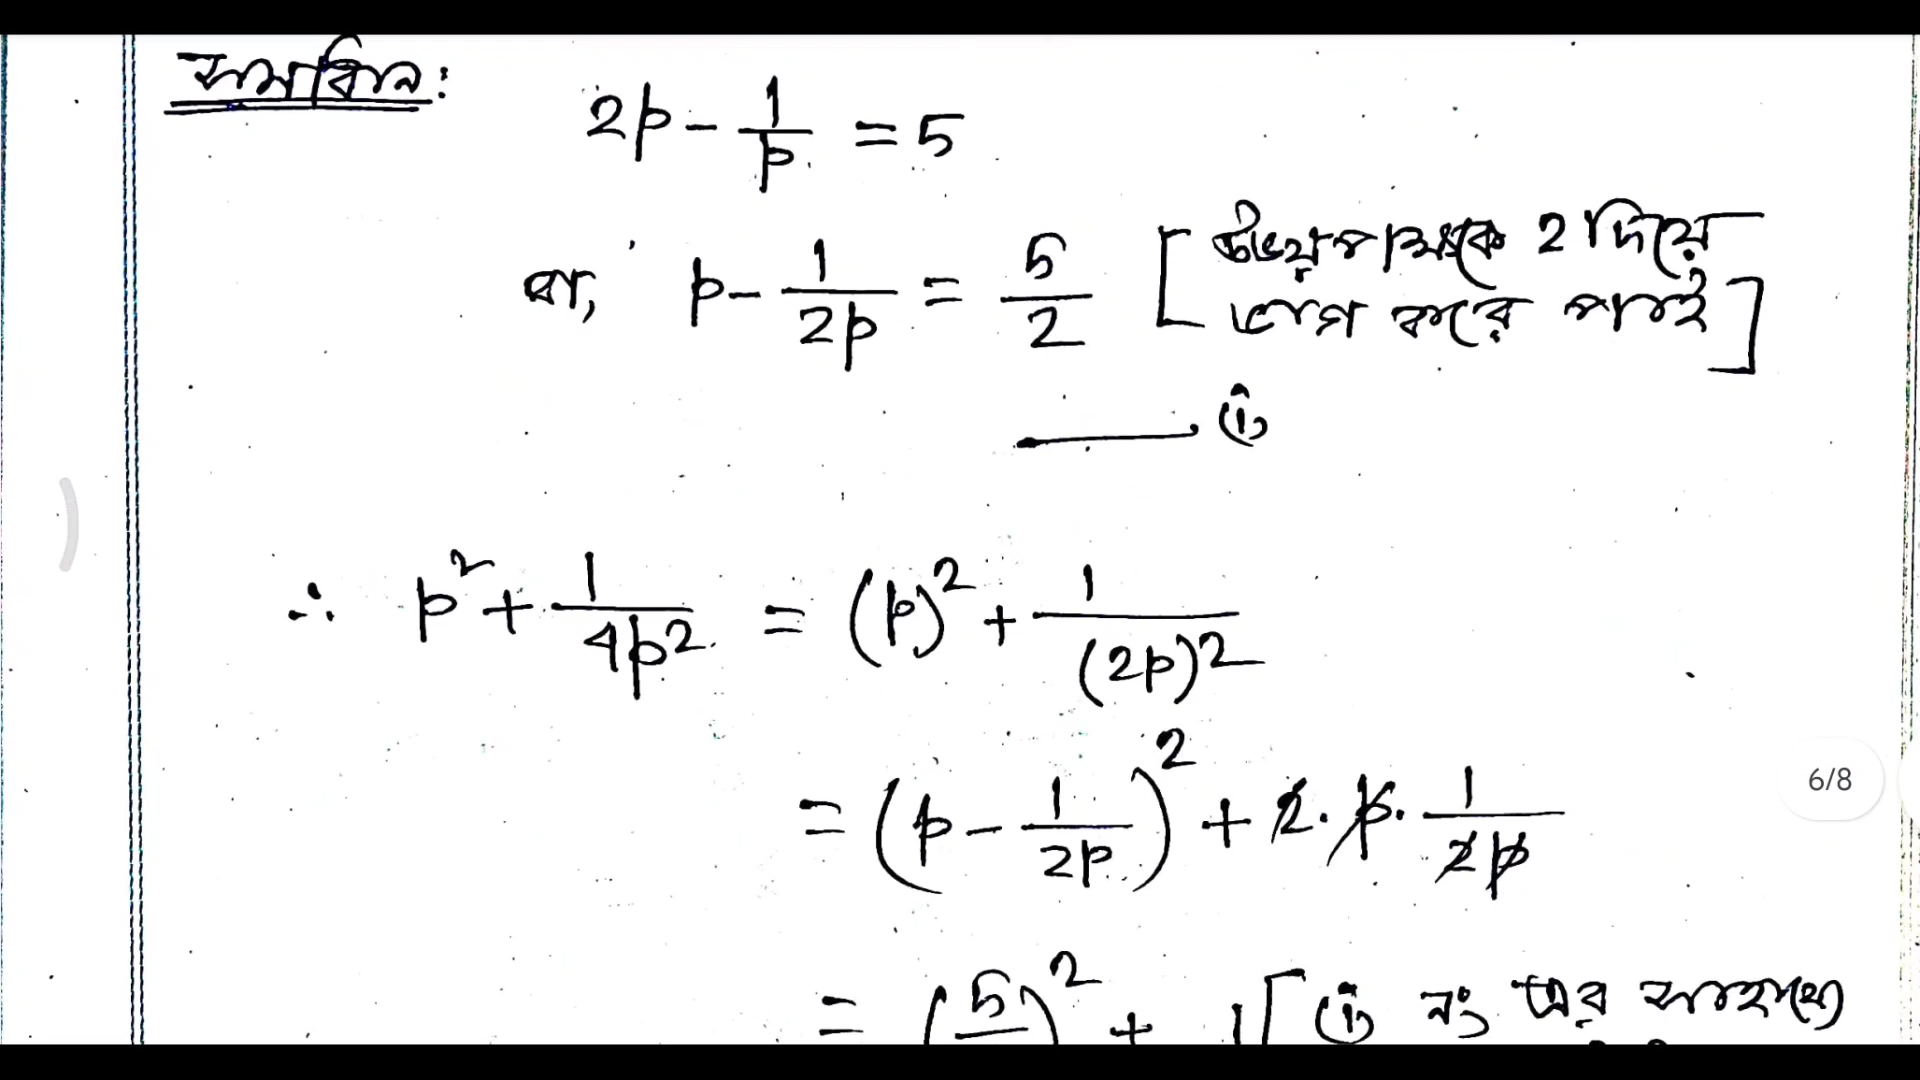 সমাধান:
2p - 1/p = 5
বা, p - 1/2p = 5/2 [উভয়পক্ষকে 2 দিয়ে
ভাগ করে পাই]
(i)
∴ p² + 1/4p² = (p)² + 1/(2p)²
= (p - 1/2p)² + 2. p. 1/2p
6/8
= (5)² + 1 [(i) নং এর সাহায্যে